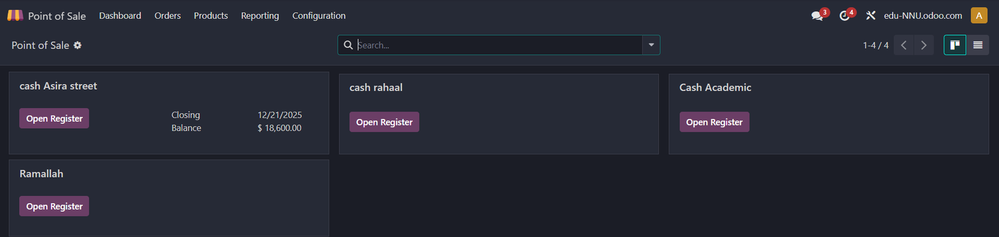 Point of Sale Dashboard Orders Products Reporting Configuration 3 4 edu-NNU.odoo.com A
Point of Sale Search... 1-4 / 4
cash Asira street
Open Register
Closing 12/21/2025
Balance $ 18,600.00
cash rahaal
Open Register
Cash Academic
Open Register
Ramallah
Open Register